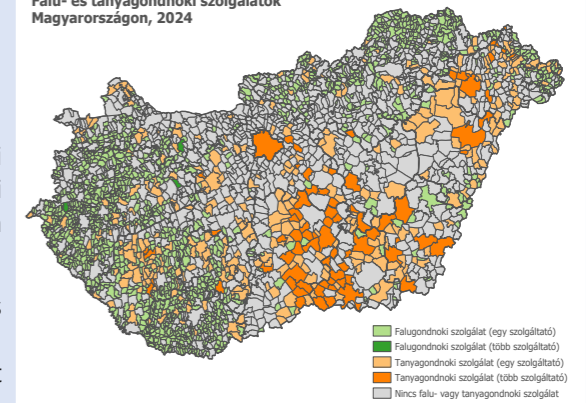 Falu- és tanyagondnoki szolgálatok
Magyarországon, 2024
Falugondnoki szolgálat (egy szolgáltató)
Falugondnoki szolgálat (több szolgáltató)
Tanyagondnoki szolgálat (egy szolgáltató)
Tanyagondnoki szolgálat (több szolgáltató)
Nincs falu- vagy tanyagondnoki szolgálat